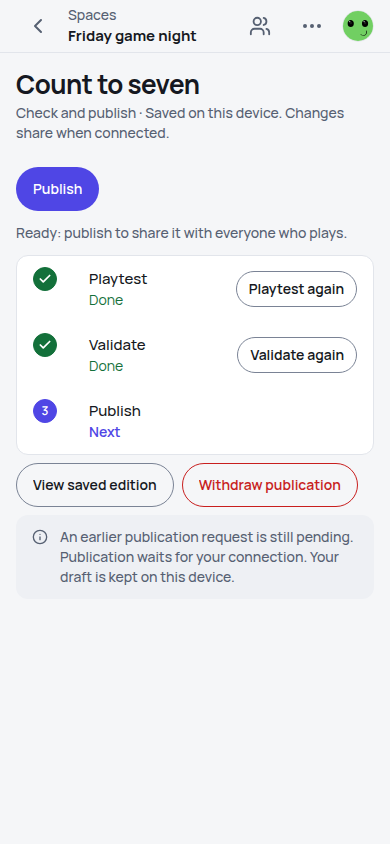 Spaces
Friday game night
Count to seven
Check and publish · Saved on this device. Changes
share when connected.
Publish
Ready: publish to share it with everyone who plays.
Playtest
Done
Playtest again
Validate
Done
Validate again
3
Publish
Next
View saved edition
Withdraw publication
An earlier publication request is still pending.
Publication waits for your connection. Your
draft is kept on this device.